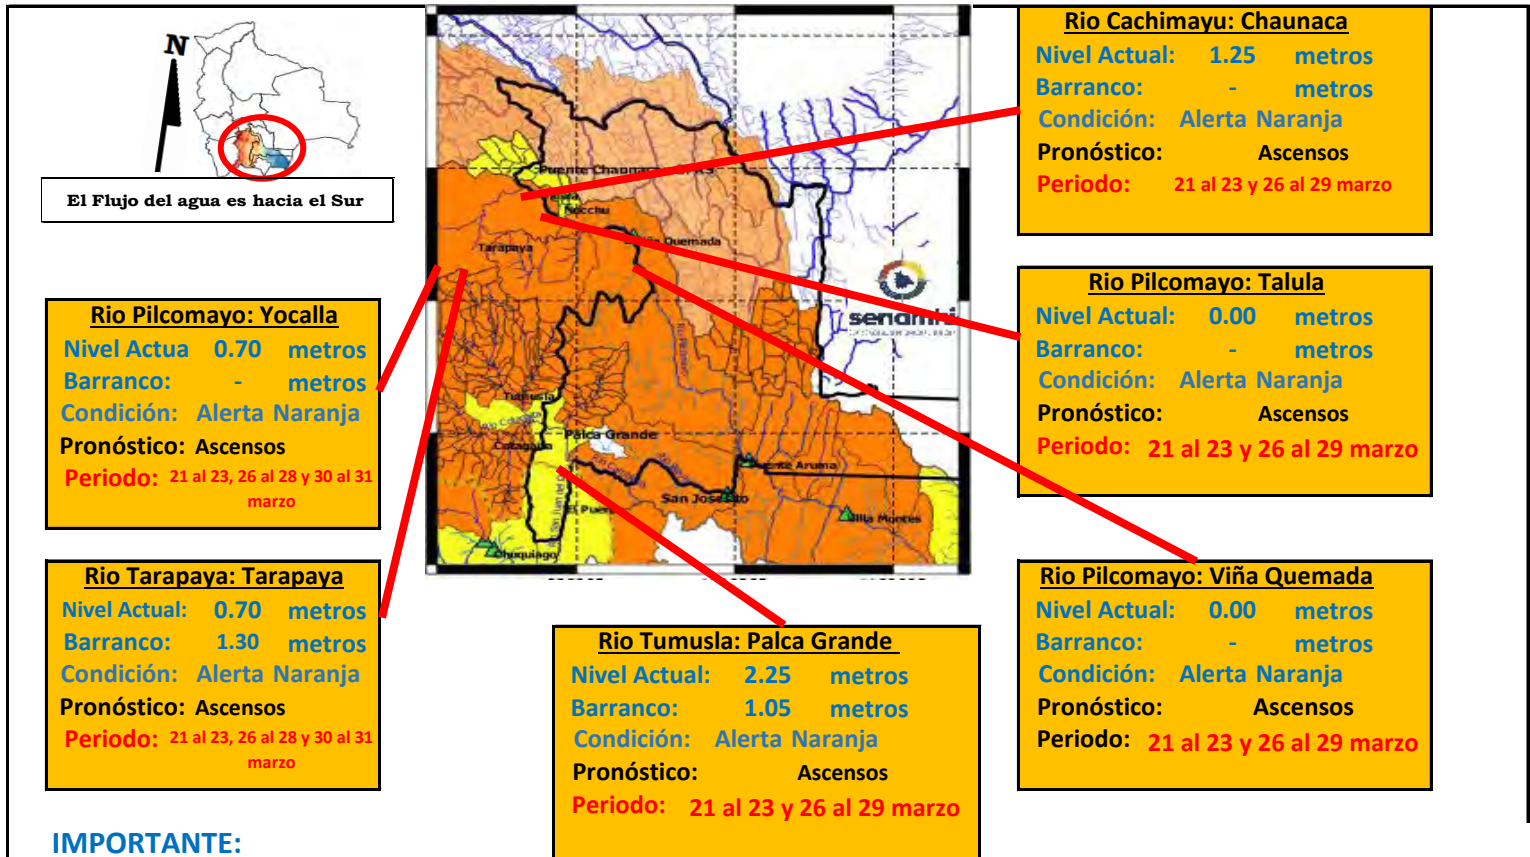 N
El Flujo del agua es hacia el Sur
Rio Pilcomayo: Yocalla
Nivel Actua 0.70 metros
Barranco: - metros
Condición: Alerta Naranja
Pronóstico: Ascensos
Periodo: 21 al 23, 26 al 28 y 30 al 31
marzo
Rio Tarapaya: Tarapaya
Nivel Actual: 0.70 metros
Barranco: 1.30 metros
Condición: Alerta Naranja
Pronóstico: Ascensos
Periodo: 21 al 23, 26 al 28 y 30 al 31
marzo
IMPORTANTE:
Puente Chaunaca
Nucchu
Viña Quemada
Tarapaya
senamhi
Tumusla
Cotagaita
Palca Grande
Puente Aruma
San Josecito
Villa Montes
El Puente
Chuquiago
Rio Tumusla: Palca Grande
Nivel Actual: 2.25 metros
Barranco: 1.05 metros
Condición: Alerta Naranja
Pronóstico: Ascensos
Periodo: 21 al 23 y 26 al 29 marzo
Rio Cachimayu: Chaunaca
Nivel Actual: 1.25 metros
Barranco: - metros
Condición: Alerta Naranja
Pronóstico: Ascensos
Periodo: 21 al 23 y 26 al 29 marzo
Rio Pilcomayo: Talula
Nivel Actual: 0.00 metros
Barranco: - metros
Condición: Alerta Naranja
Pronóstico: Ascensos
Periodo: 21 al 23 y 26 al 29 marzo
Rio Pilcomayo: Viña Quemada
Nivel Actual: 0.00 metros
Barranco: - metros
Condición: Alerta Naranja
Pronóstico: Ascensos
Periodo: 21 al 23 y 26 al 29 marzo